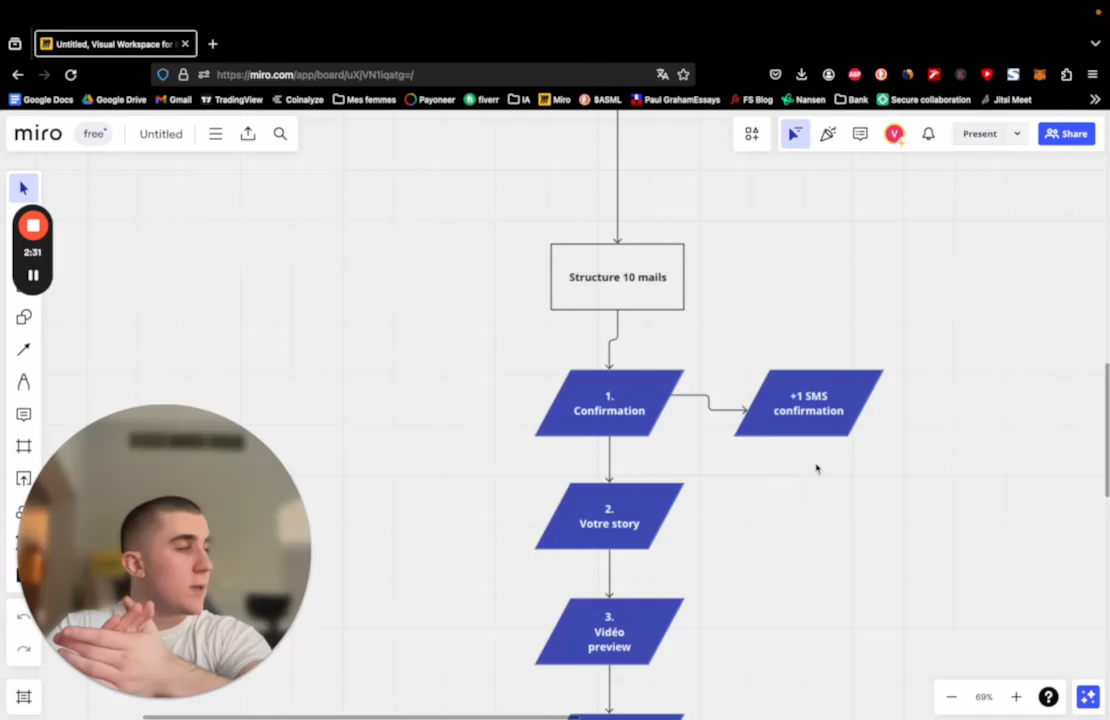 Untitled, Visual Workspace for
https://miro.com/app/board/uXjVN1iqatg=/
Google Docs
Google Drive
Gmail
TradingView
Coinalyze
Mes femmes
Payoneer
fiverr
IA
Miro
$ASML
Paul GrahamEssays
FS Blog
Nansen
Bank
Secure collaboration
Jitsi Meet
miro
free
Untitled
V
Present
Share
2:31
Structure 10 mails
1.
Confirmation
+1 SMS
confirmation
2.
Votre story
3.
Vidéo
preview
69%